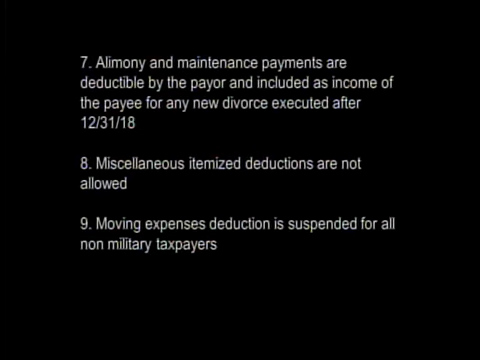 7. Alimony and maintenance payments are
deductible by the payor and included as income of
the payee for any new divorce executed after
12/31/18
8. Miscellaneous itemized deductions are not
allowed
9. Moving expenses deduction is suspended for all
non military taxpayers